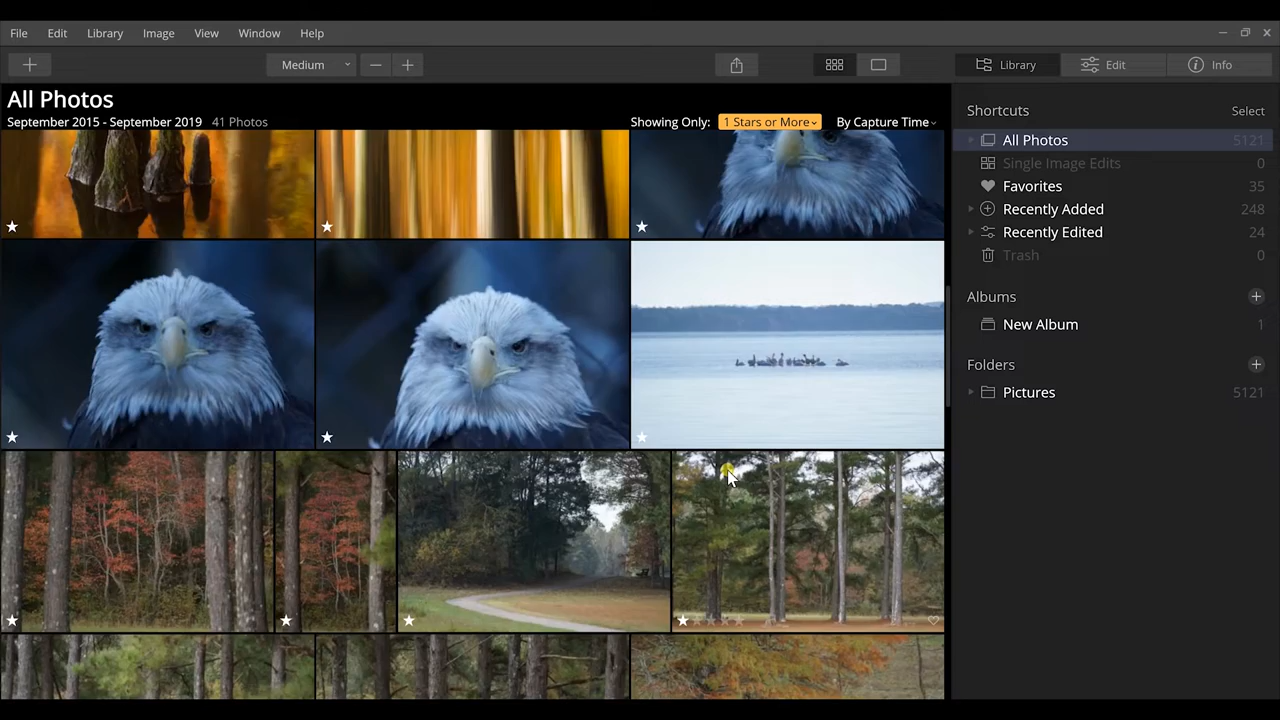 File Edit Library Image View Window Help
Medium
Library Edit Info
All Photos
September 2015 - September 2019 41 Photos
Showing Only: 1 Stars or More By Capture Time
Shortcuts Select
All Photos 5121
Single Image Edits 0
Favorites 35
Recently Added 248
Recently Edited 24
Trash 0
Albums
New Album 1
Folders
Pictures 5121